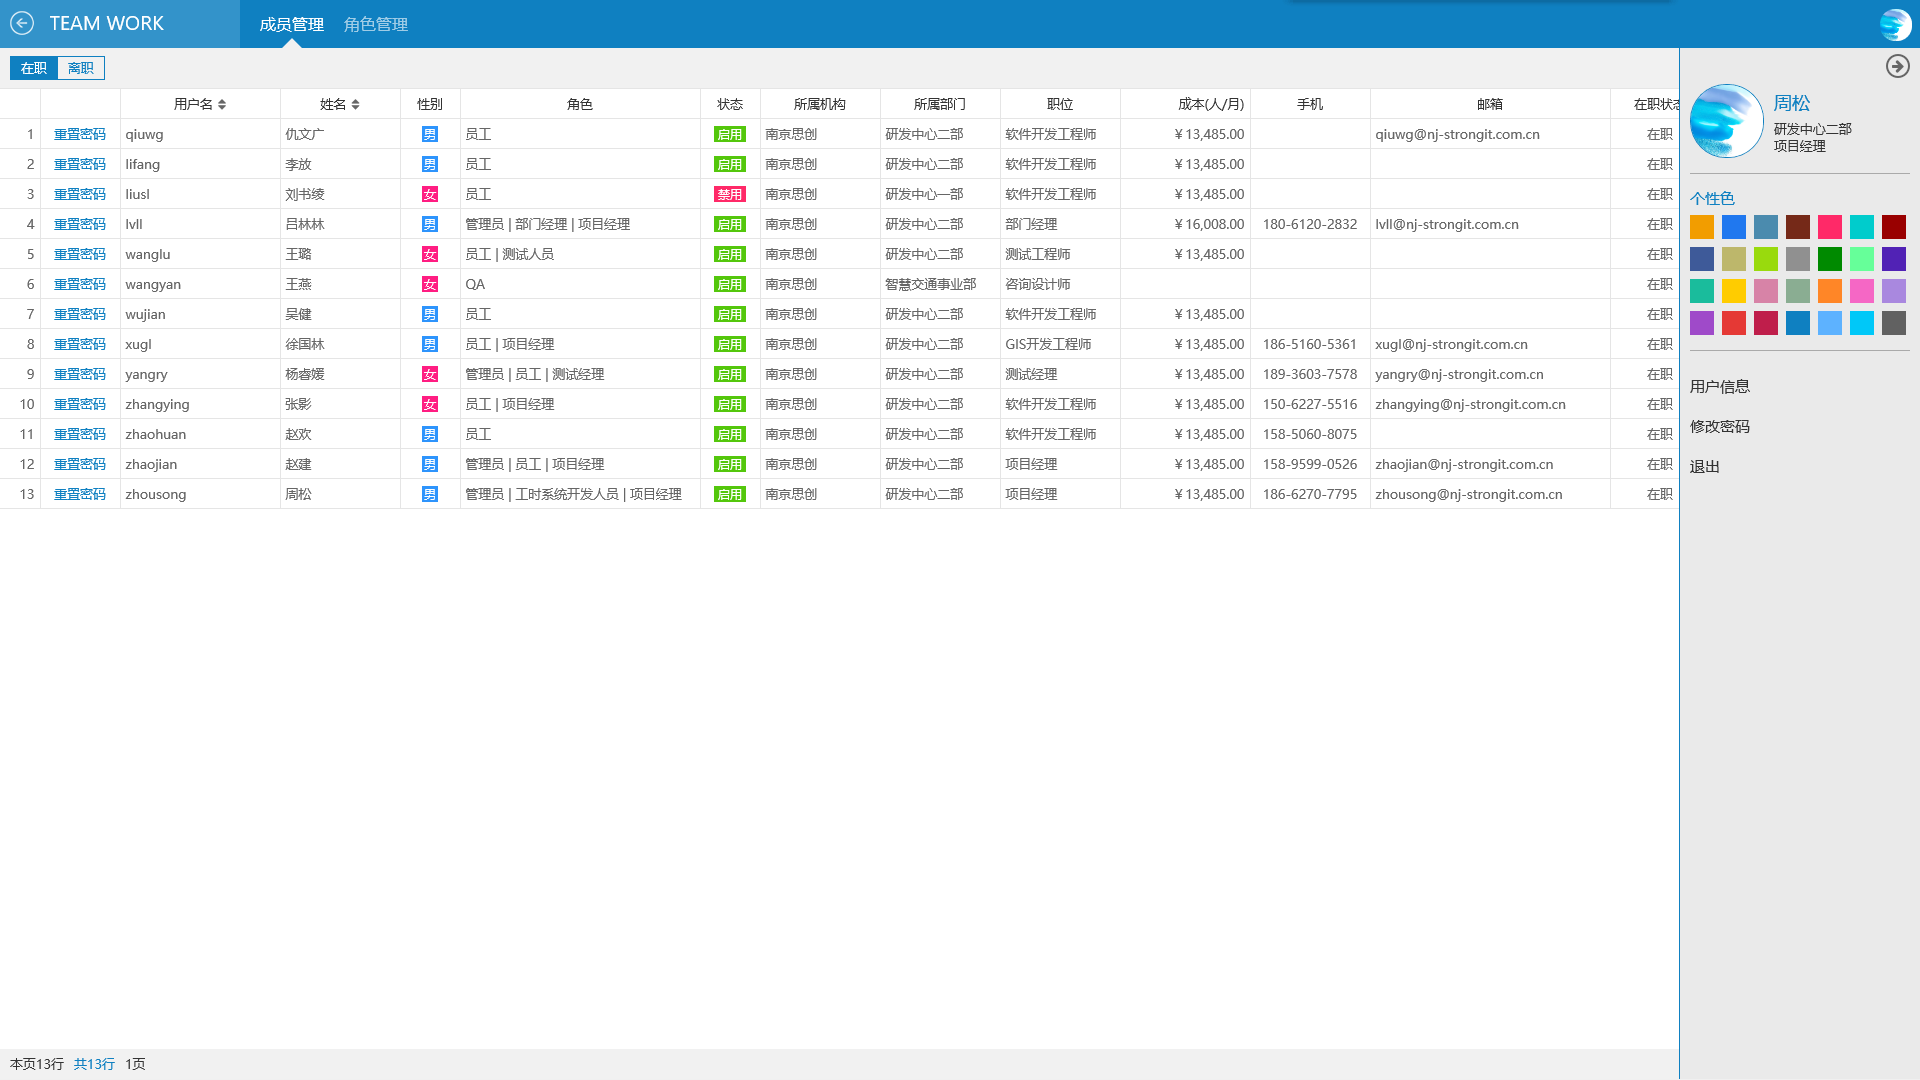 TEAM WORK 成员管理 角色管理
在职 离职
用户名 姓名 性别 角色 状态 所属机构 所属部门 职位 成本(人/月) 手机 邮箱 在职状态
1 重置密码 qiuwg 仇文广 男 员工 启用 南京思创 研发中心二部 软件开发工程师 ￥13,485.00 qiuwg@nj-strongit.com.cn 在职
2 重置密码 lifang 李放 男 员工 启用 南京思创 研发中心二部 软件开发工程师 ￥13,485.00 在职
3 重置密码 liusl 刘书绫 女 员工 禁用 南京思创 研发中心一部 软件开发工程师 ￥13,485.00 在职
4 重置密码 lvll 吕林林 男 管理员 | 部门经理 | 项目经理 启用 南京思创 研发中心二部 部门经理 ￥16,008.00 180-6120-2832 lvll@nj-strongit.com.cn 在职
5 重置密码 wanglu 王璐 女 员工 | 测试人员 启用 南京思创 研发中心二部 测试工程师 ￥13,485.00 在职
6 重置密码 wangyan 王燕 女 QA 启用 南京思创 智慧交通事业部 咨询设计师 在职
7 重置密码 wujian 吴健 男 员工 启用 南京思创 研发中心二部 软件开发工程师 ￥13,485.00 在职
8 重置密码 xugl 徐国林 男 员工 | 项目经理 启用 南京思创 研发中心二部 GIS开发工程师 ￥13,485.00 186-5160-5361 xugl@nj-strongit.com.cn 在职
9 重置密码 yangry 杨睿媛 女 管理员 | 员工 | 测试经理 启用 南京思创 研发中心二部 测试经理 ￥13,485.00 189-3603-7578 yangry@nj-strongit.com.cn 在职
10 重置密码 zhangying 张影 女 员工 | 项目经理 启用 南京思创 研发中心二部 软件开发工程师 ￥13,485.00 150-6227-5516 zhangying@nj-strongit.com.cn 在职
11 重置密码 zhaohuan 赵欢 男 员工 启用 南京思创 研发中心二部 软件开发工程师 ￥13,485.00 158-5060-8075 在职
12 重置密码 zhaojian 赵建 男 管理员 | 员工 | 项目经理 启用 南京思创 研发中心二部 项目经理 ￥13,485.00 158-9599-0526 zhaojian@nj-strongit.com.cn 在职
13 重置密码 zhousong 周松 男 管理员 | 工时系统开发人员 | 项目经理 启用 南京思创 研发中心二部 项目经理 ￥13,485.00 186-6270-7795 zhousong@nj-strongit.com.cn 在职
周松
研发中心二部
项目经理
个性色
用户信息
修改密码
退出
本页13行 共13行 1页